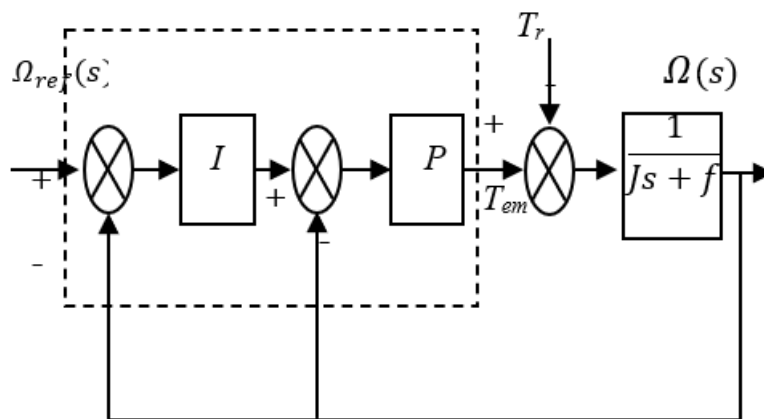 T_r
Ω_ref(s)
Ω(s)
-
+
I
P
1
Js + f
+
+
T_em
-
-